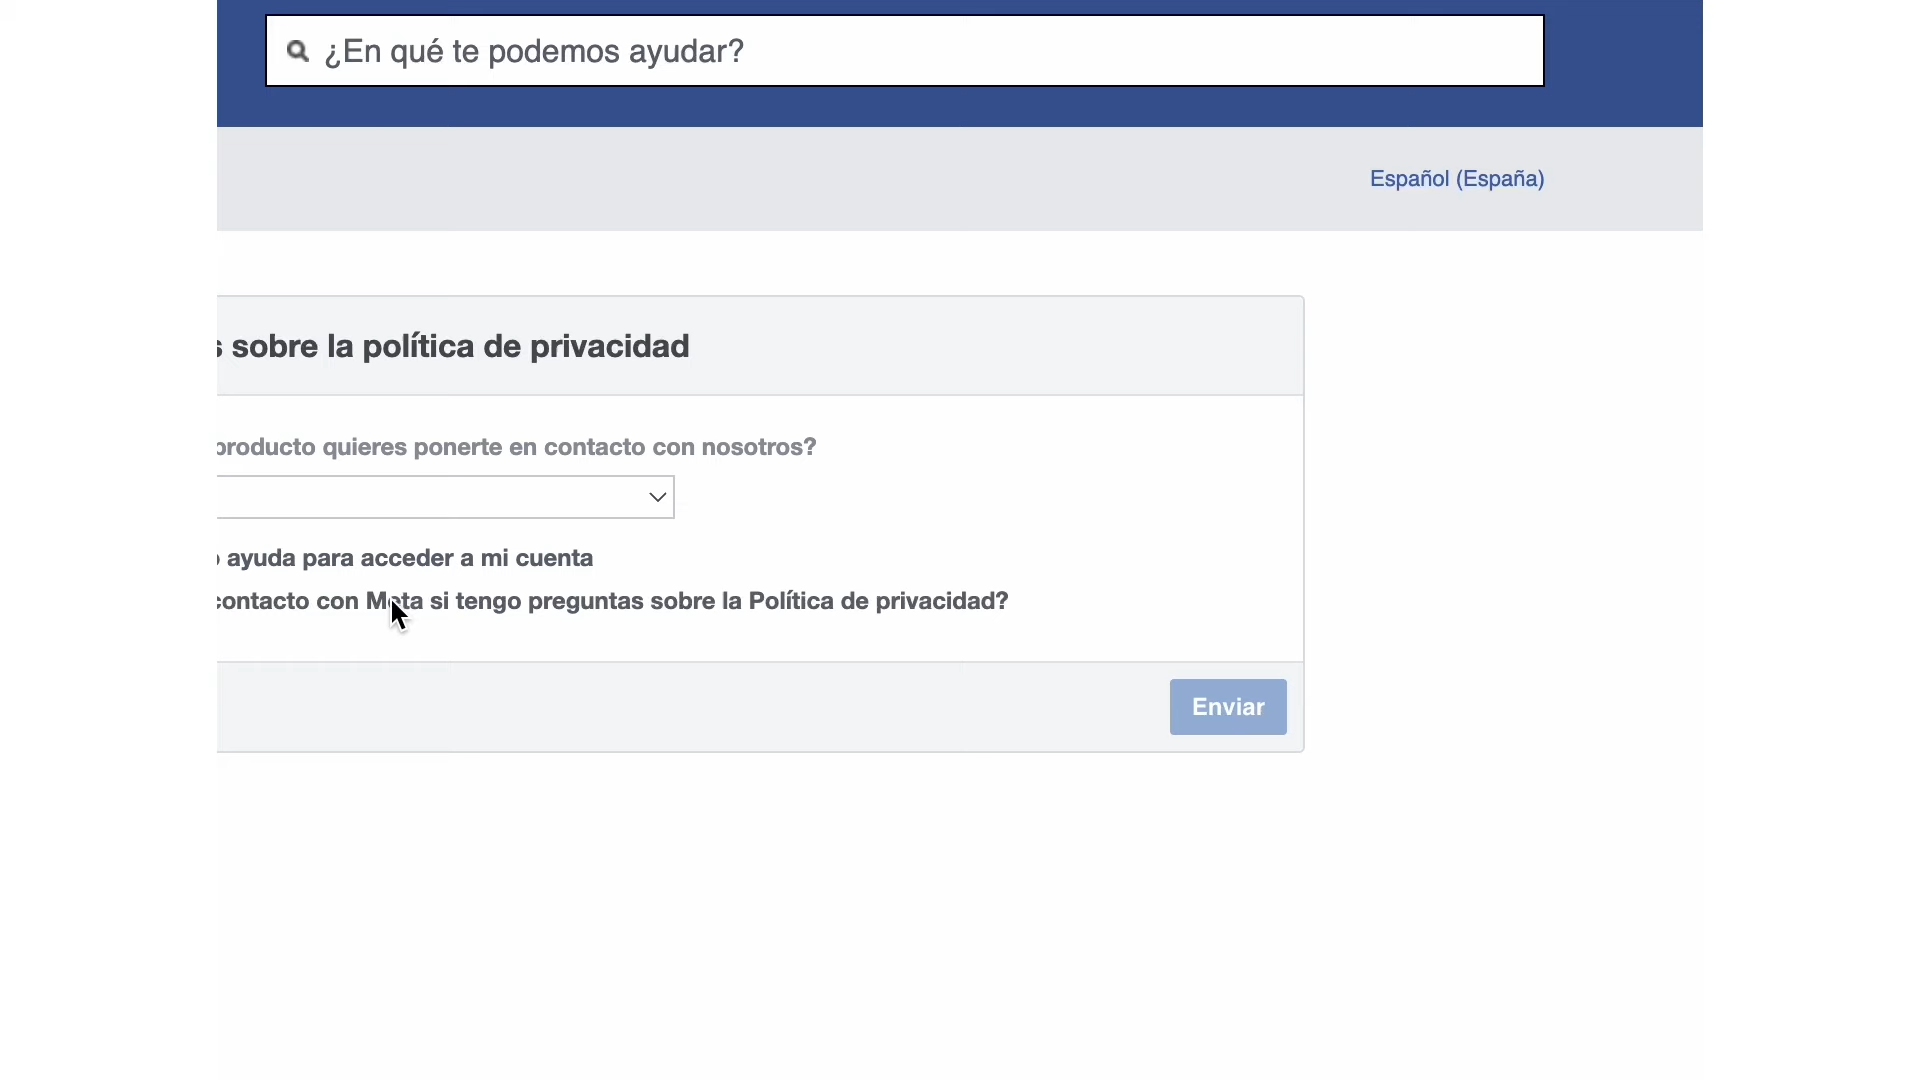 ¿En qué te podemos ayudar?
Español (España)
sobre la política de privacidad
producto quieres ponerte en contacto con nosotros?
ayuda para acceder a mi cuenta
contacto con Meta si tengo preguntas sobre la Política de privacidad?
Enviar